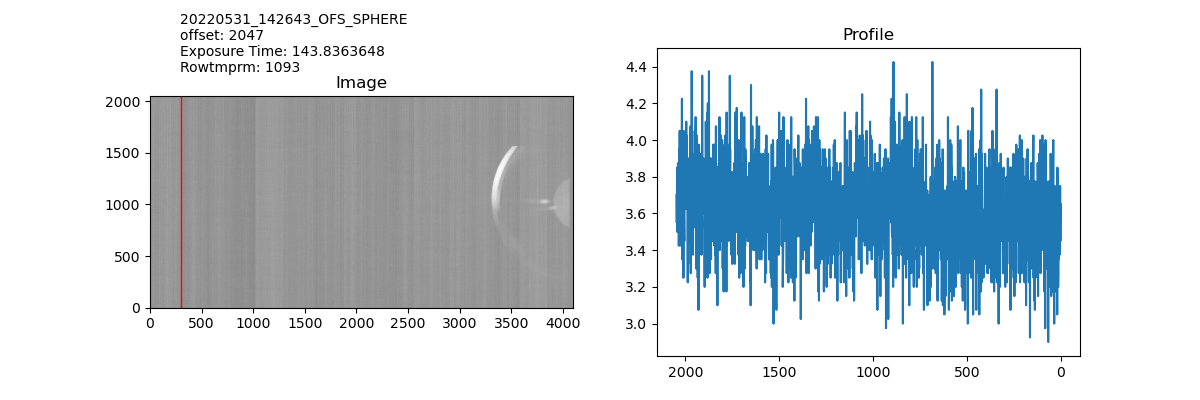 20220531_142643_OFS_SPHERE
offset: 2047
Exposure Time: 143.8363648
Rowtmprm: 1093
Image
2000
1500
1000
500
0
0 500 1000 1500 2000 2500 3000 3500 4000
Profile
4.4
4.2
4.0
3.8
3.6
3.4
3.2
3.0
2000 1500 1000 500 0